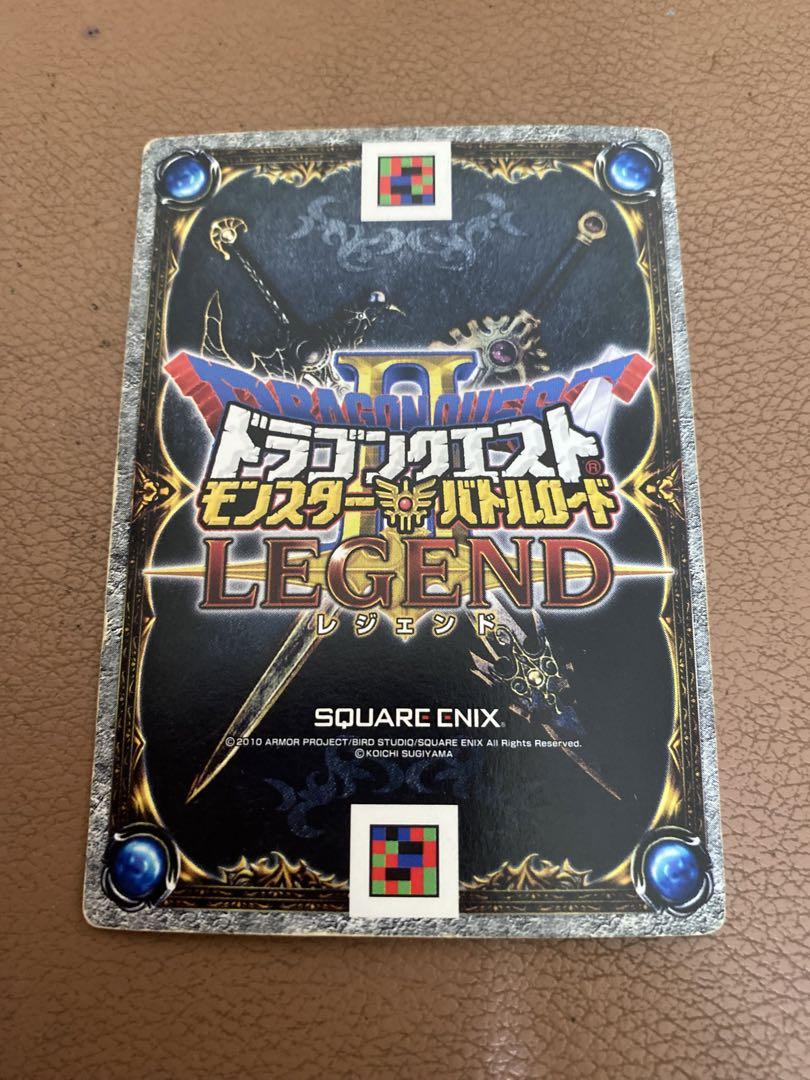 DRAGON QUEST
II
ドラゴンクエスト®
モンスター バトルロード
LEGEND
レジェンド
SQUARE ENIX.
©2010 ARMOR PROJECT/BIRD STUDIO/SQUARE ENIX All Rights Reserved.
©KOICHI SUGIYAMA